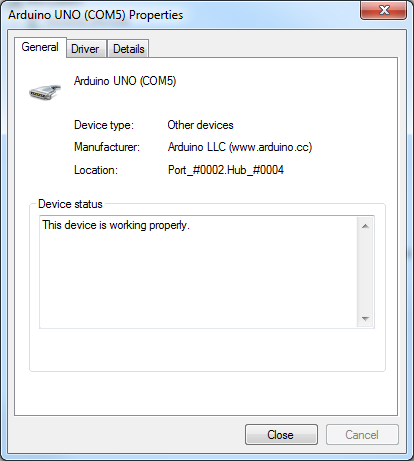 Arduino UNO (COM5) Properties
General Driver Details
Arduino UNO (COM5)
Device type: Other devices
Manufacturer: Arduino LLC (www.arduino.cc)
Location: Port_#0002.Hub_#0004
Device status
This device is working properly.
Close Cancel